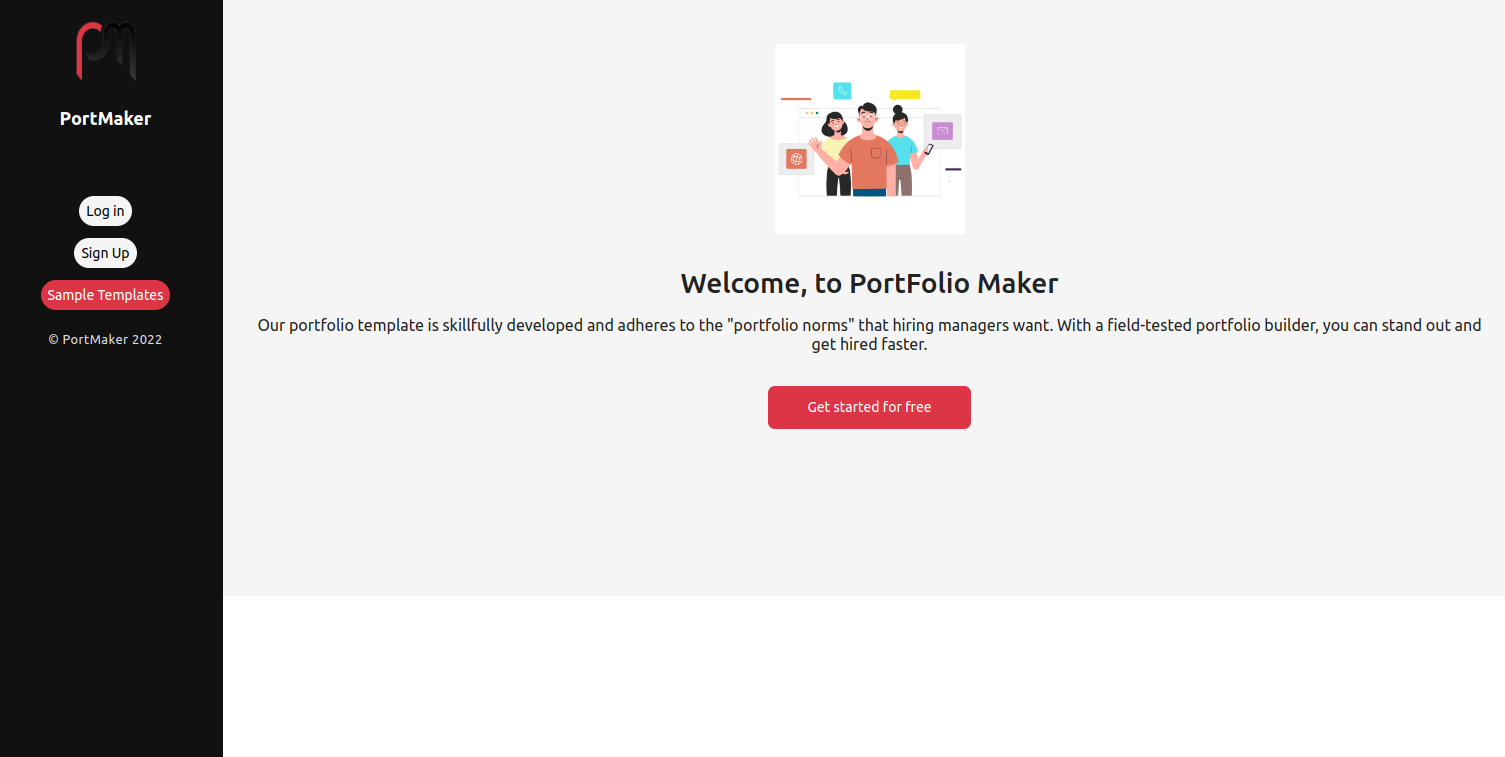 PM
PortMaker
Log in
Sign Up
Sample Templates
© PortMaker 2022
Welcome, to PortFolio Maker
Our portfolio template is skillfully developed and adheres to the "portfolio norms" that hiring managers want. With a field-tested portfolio builder, you can stand out and
get hired faster.
Get started for free